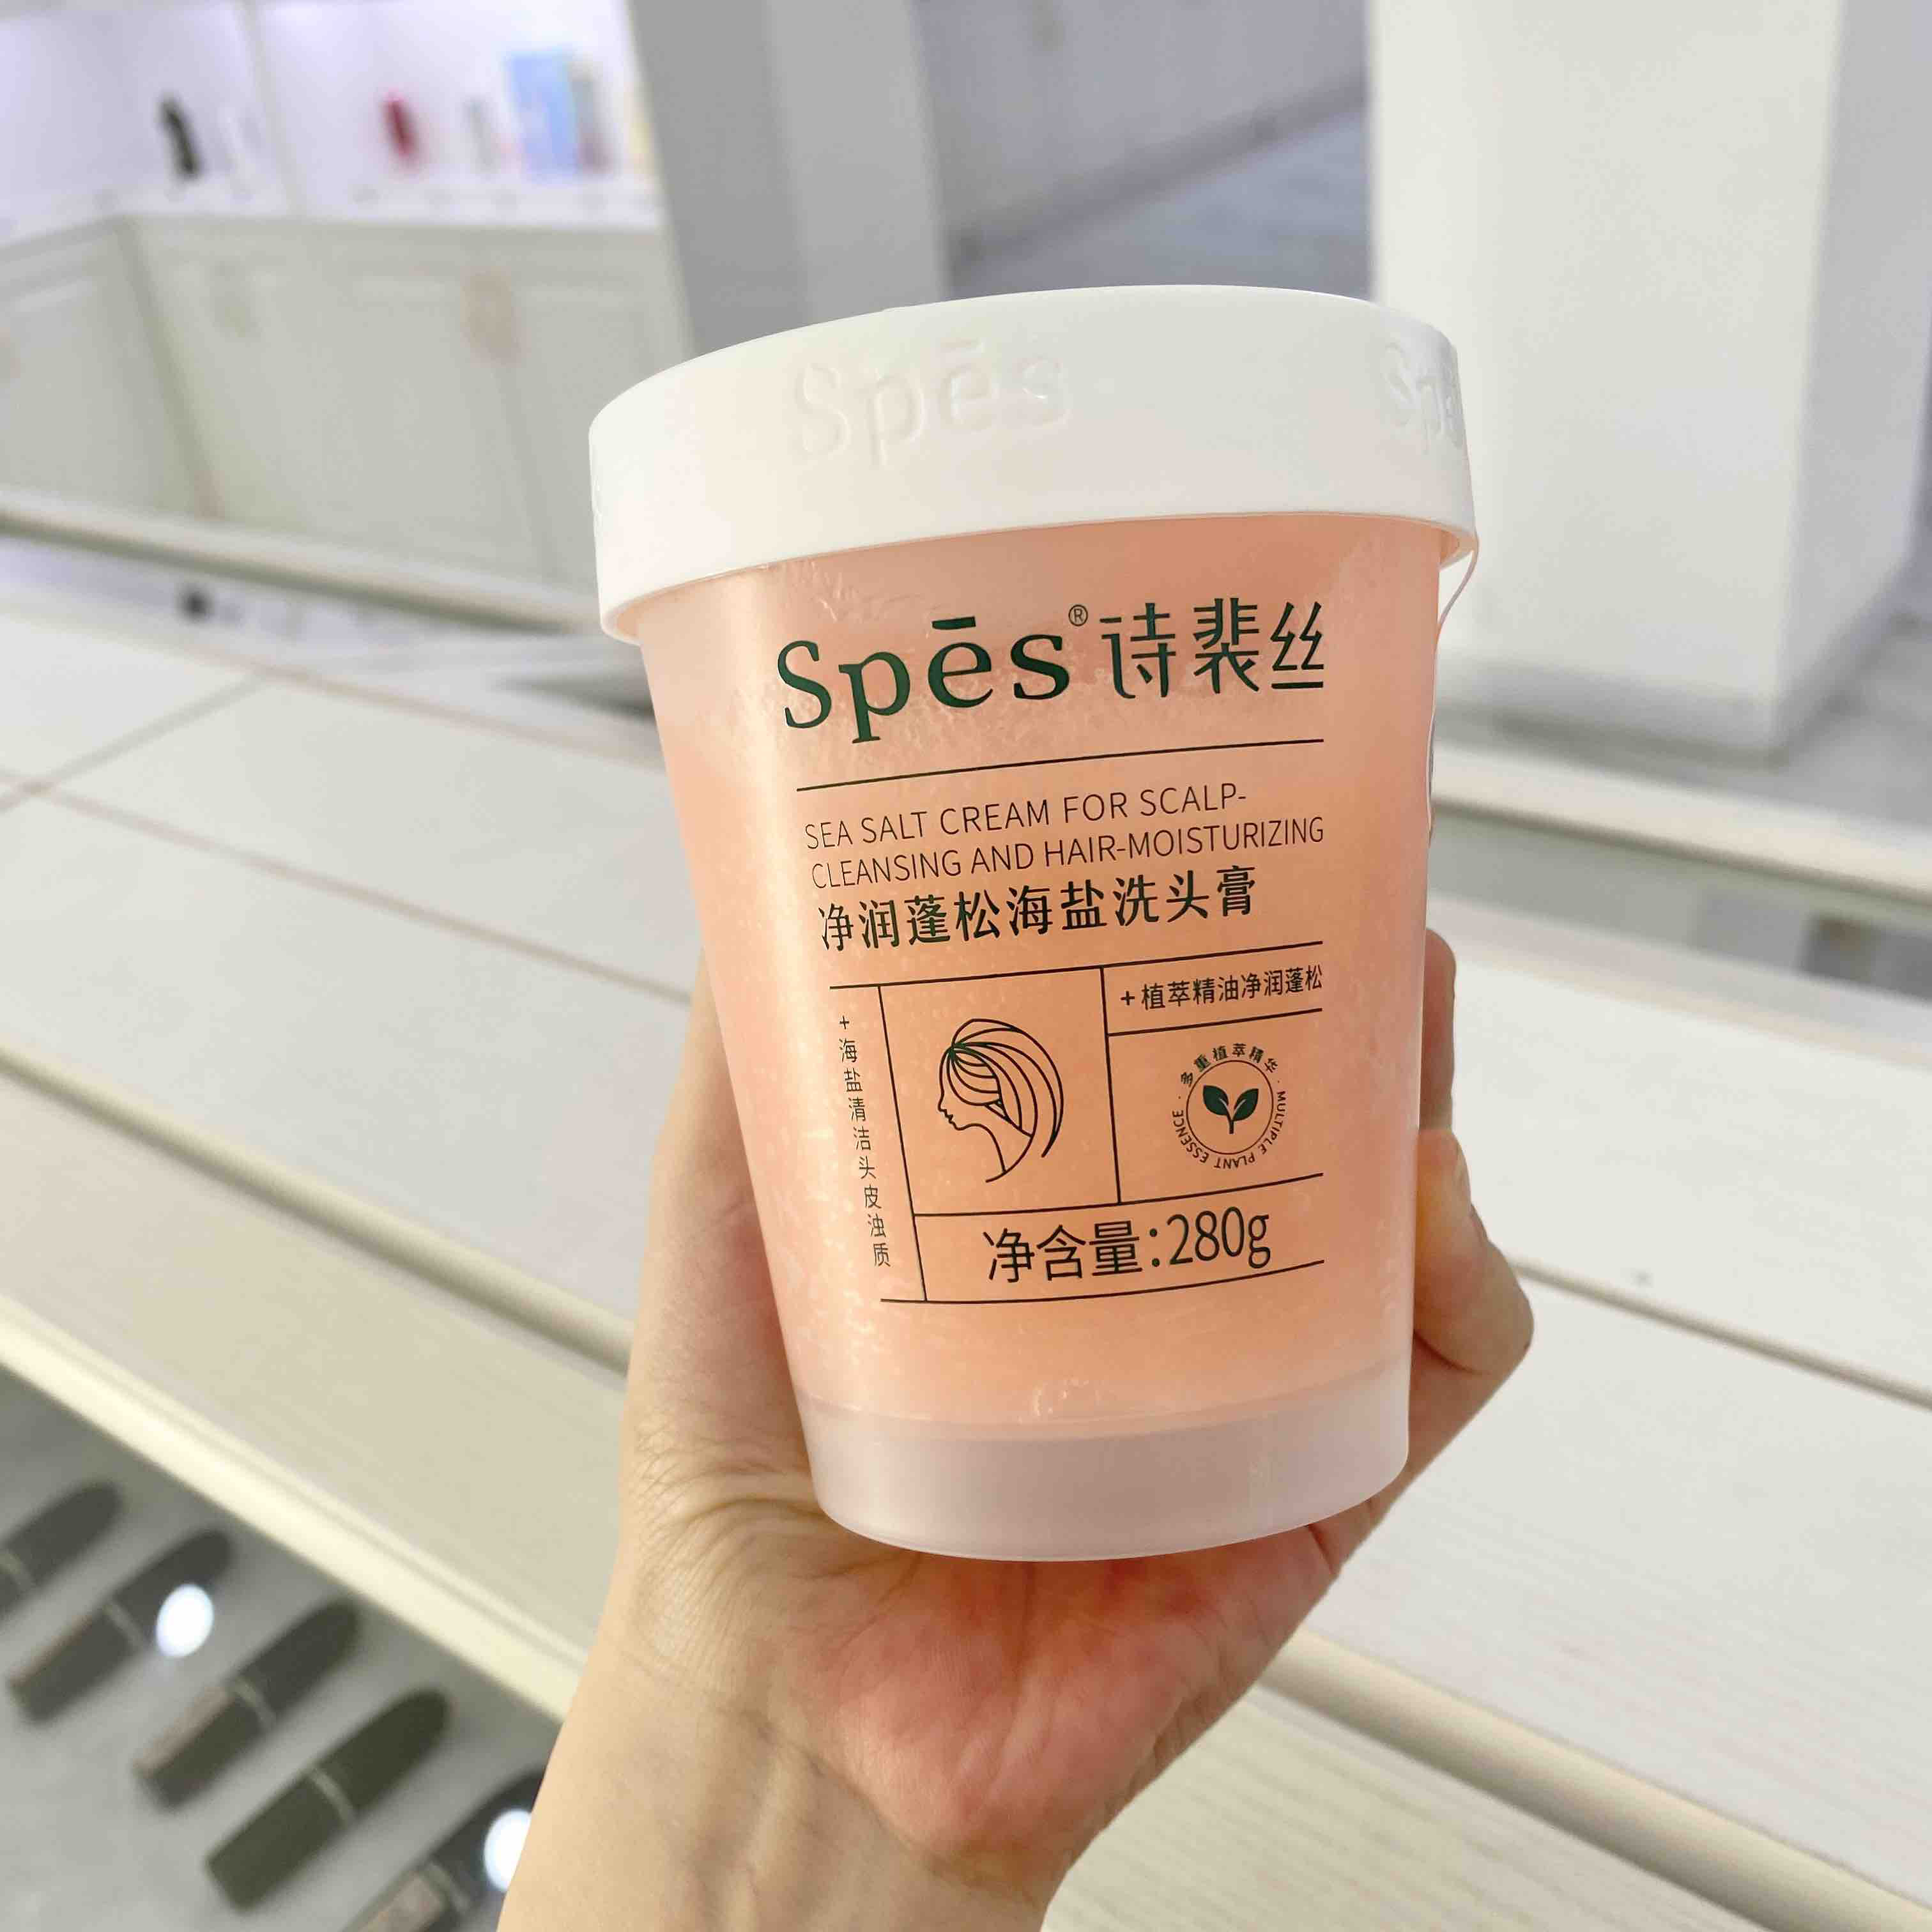 Spēs
Spēs® 诗裴丝
SEA SALT CREAM FOR SCALP-
CLEANSING AND HAIR-MOISTURIZING
净润蓬松海盐洗头膏
+海盐清洁头皮浊质
+植萃精油净润蓬松
·多重植萃精华·
MULTIPLE PLANT ESSENCE
净含量:280g